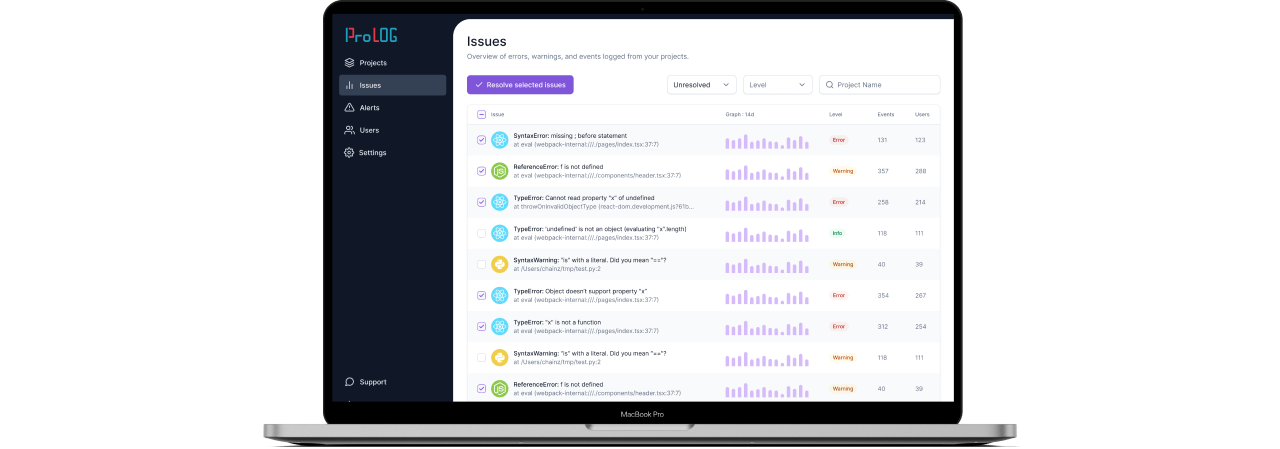 ProLOG
Projects
Issues
Alerts
Users
Settings
Support
Issues
Overview of errors, warnings, and events logged from your projects.
Resolve selected issues
Unresolved
Level
Project Name
Issue Graph: 14d Level Events Users
SyntaxError: missing ; before statement
at eval (webpack-internal:///./pages/index.tsx:37:7)
Error 131 123
ReferenceError: f is not defined
at eval (webpack-internal:///./components/header.tsx:37:7)
Warning 357 288
TypeError: Cannot read property "x" of undefined
at throwOnInvalidObjectType (react-dom.development.js?61b...
Error 258 214
TypeError: 'undefined' is not an object (evaluating "x".length)
at eval (webpack-internal:///./pages/index.tsx:37:7)
Info 118 111
SyntaxWarning: "is" with a literal. Did you mean "=="?
at /Users/chainz/tmp/test.py:2
Warning 40 39
TypeError: Object doesn't support property "x"
at eval (webpack-internal:///./pages/index.tsx:37:7)
Error 354 267
TypeError: "x" is not a function
at eval (webpack-internal:///./pages/index.tsx:37:7)
Error 312 254
SyntaxWarning: "is" with a literal. Did you mean "=="?
at /Users/chainz/tmp/test.py:2
Warning 118 111
ReferenceError: f is not defined
at eval (webpack-internal:///./components/header.tsx:37:7)
Warning 40 39
MacBook Pro